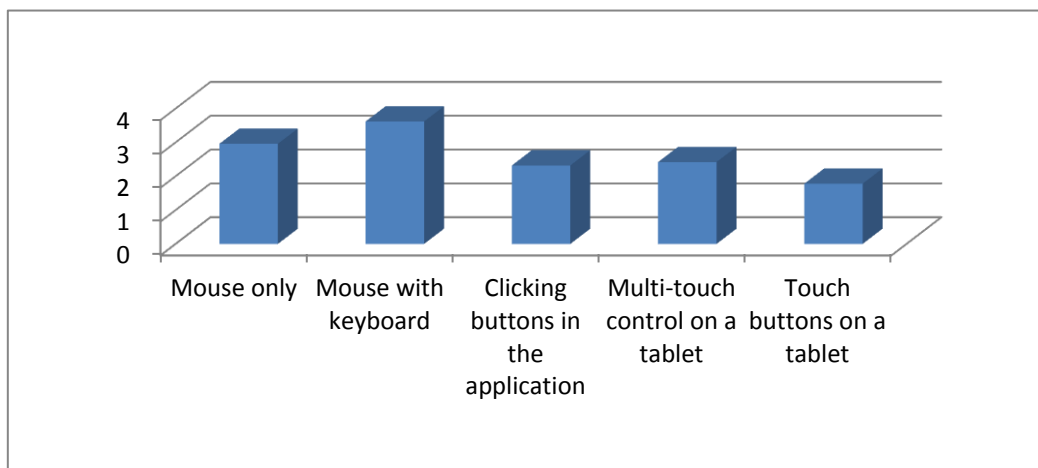 4
3
2
1
0
Mouse only
Mouse with
keyboard
Clicking
buttons in
the
application
Multi-touch
control on a
tablet
Touch
buttons on a
tablet